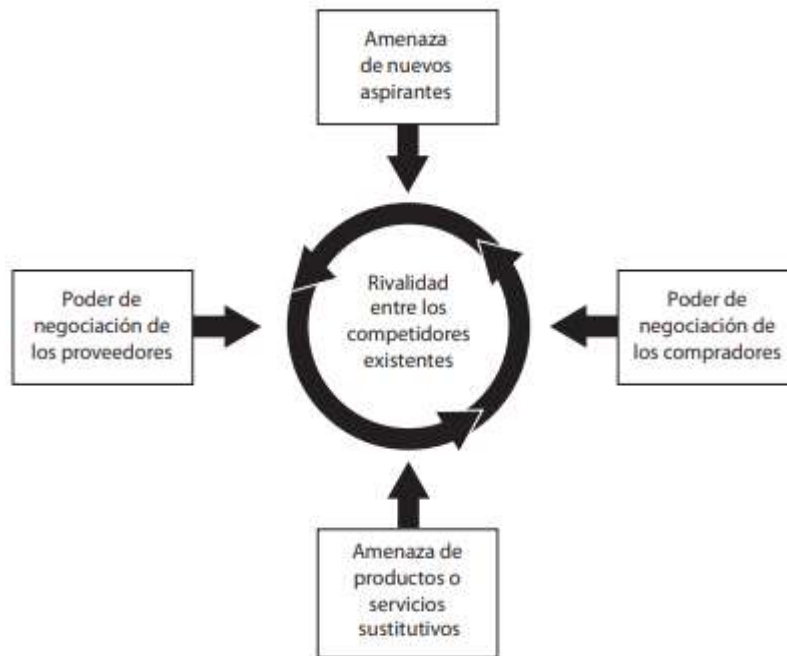 Amenaza
de nuevos
aspirantes
Poder de
negociación de
los proveedores
Rivalidad
entre los
competidores
existentes
Poder de
negociación de
los compradores
Amenaza de
productos o
servicios
sustitutivos